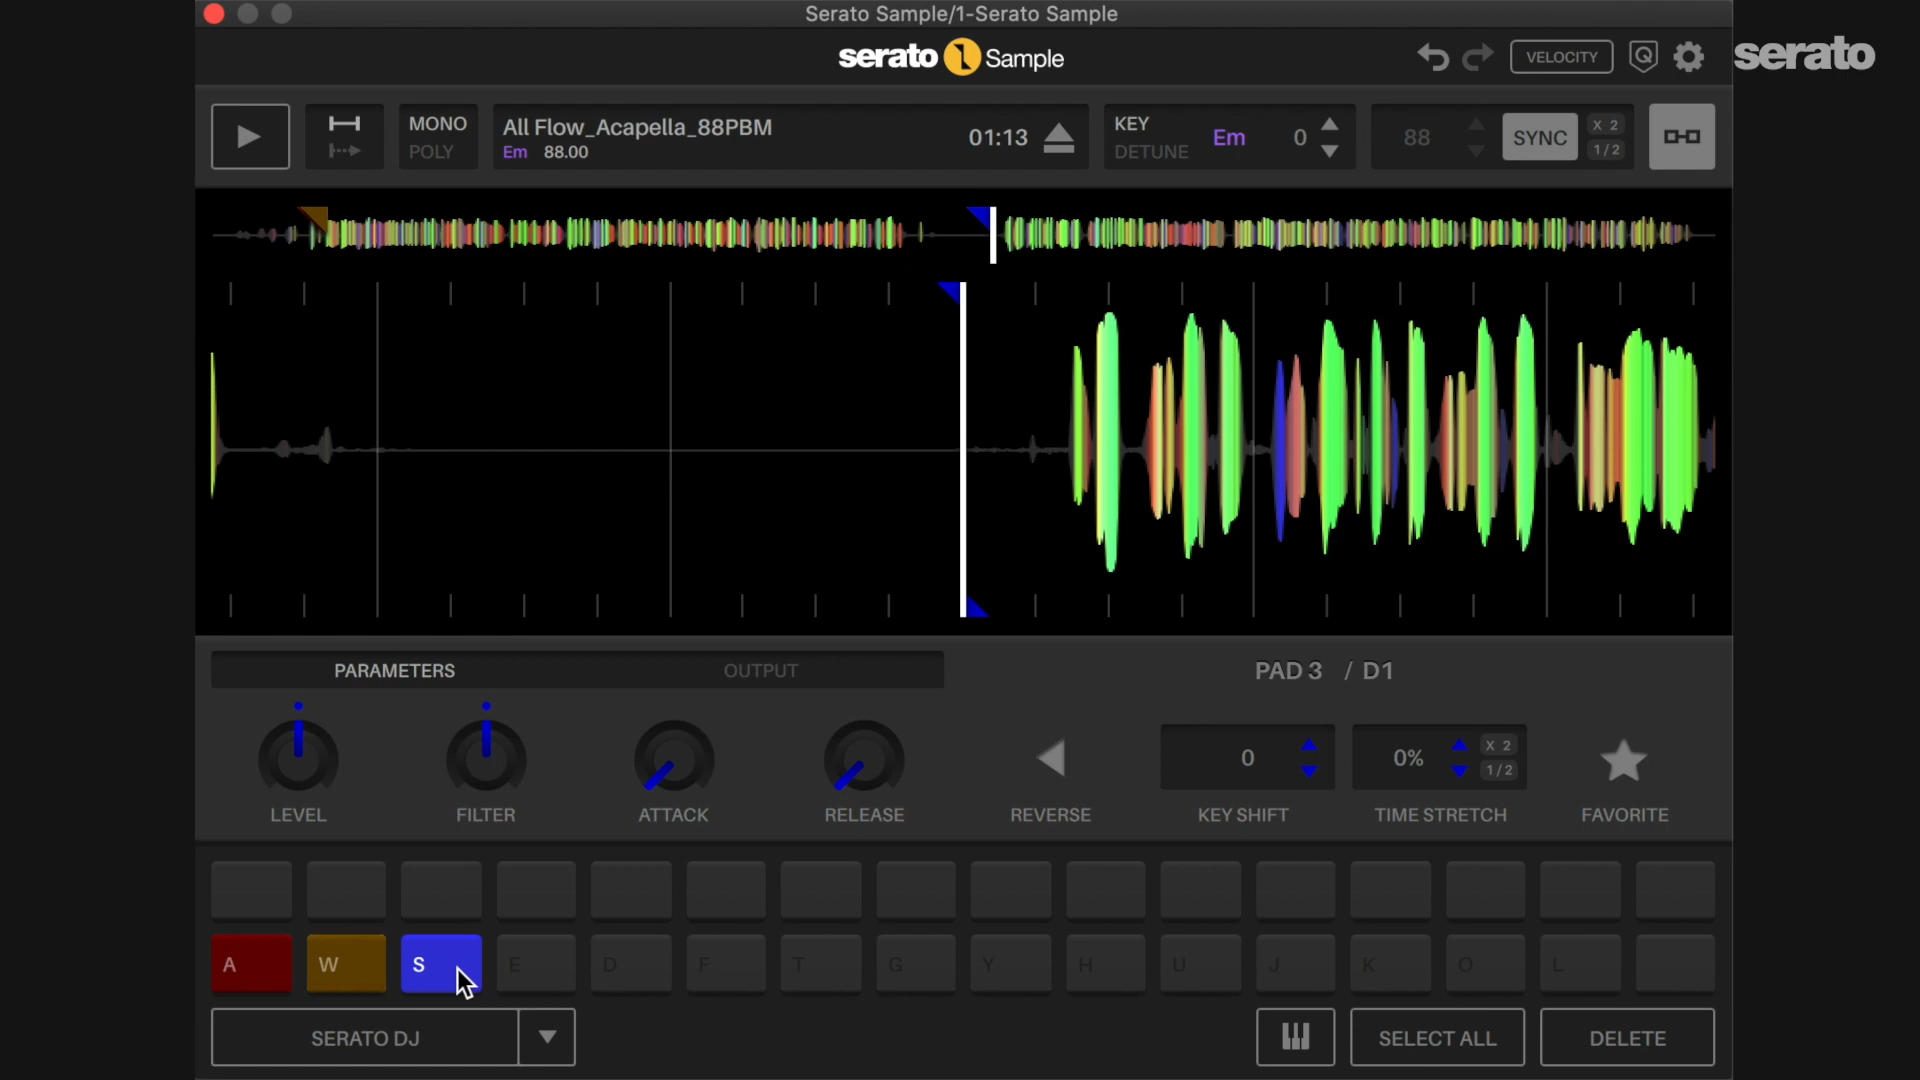 Serato Sample/1-Serato Sample
serato Sample
VELOCITY
Q
serato
MONO
POLY
All Flow_Acapella_88PBM
Em 88.00
01:13
KEY
DETUNE
Em
0
88
SYNC
X 2
1/2
PARAMETERS
OUTPUT
PAD 3 / D1
0
0%
X 2
1/2
LEVEL
FILTER
ATTACK
RELEASE
REVERSE
KEY SHIFT
TIME STRETCH
FAVORITE
A W S E D F T G Y H U J K O L
SERATO DJ
SELECT ALL
DELETE